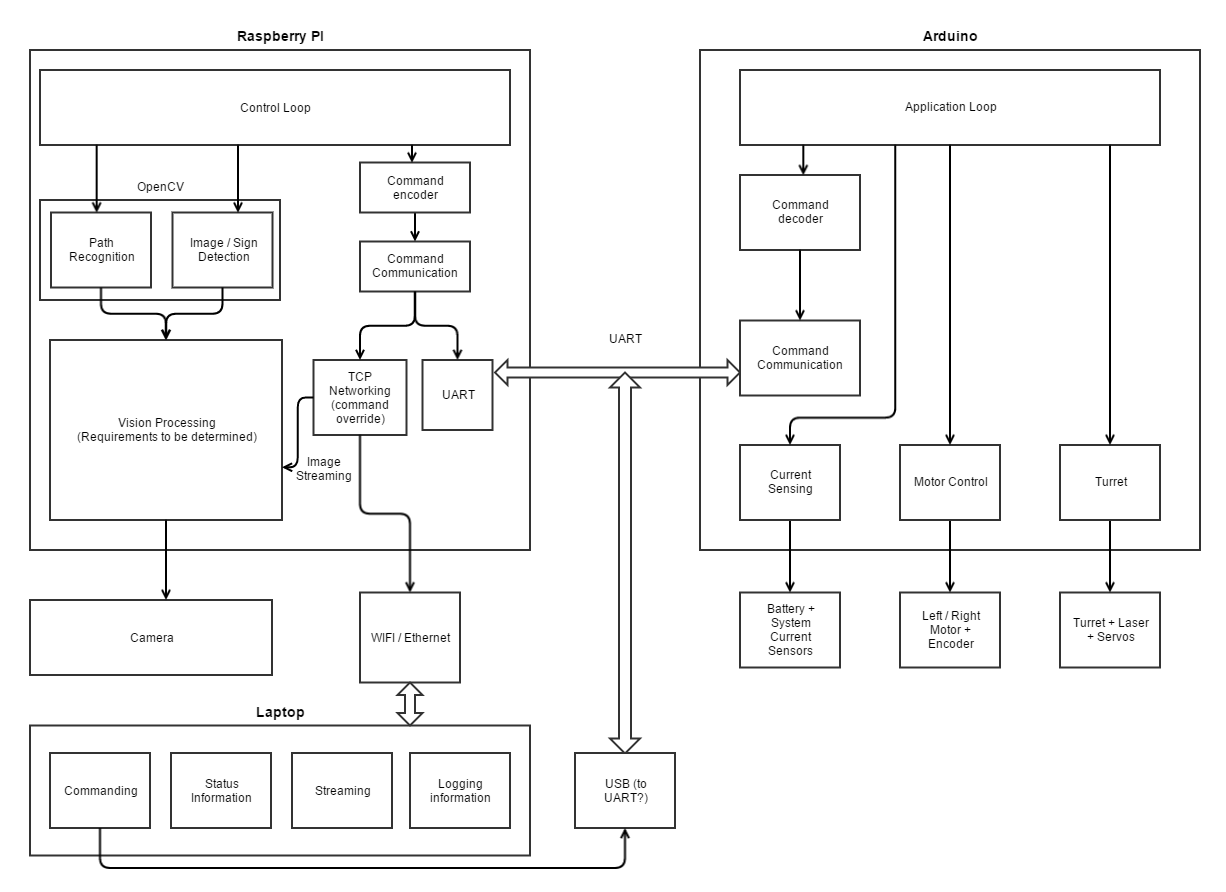 Raspberry PI
Control Loop
OpenCV
Path
Recognition
Image / Sign
Detection
Command
encoder
Command
Communication
TCP
Networking
(command
override)
UART
Vision Processing
(Requirements to be determined)
Image
Streaming
Camera
WIFI / Ethernet
Laptop
Commanding
Status
Information
Streaming
Logging
information
UART
USB (to
UART?)
Arduino
Application Loop
Command
decoder
Command
Communication
Current
Sensing
Motor Control
Turret
Battery +
System
Current
Sensors
Left / Right
Motor +
Encoder
Turret + Laser
+ Servos